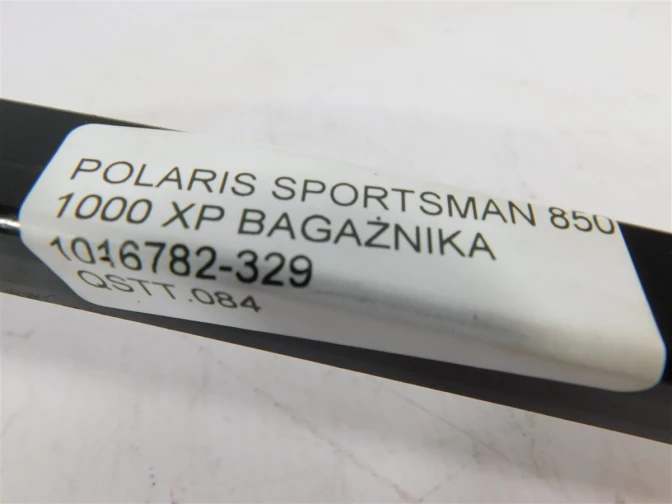 POLARIS SPORTSMAN 850
1000 XP BAGAŻNIKA
1016782-329
QSTT.084